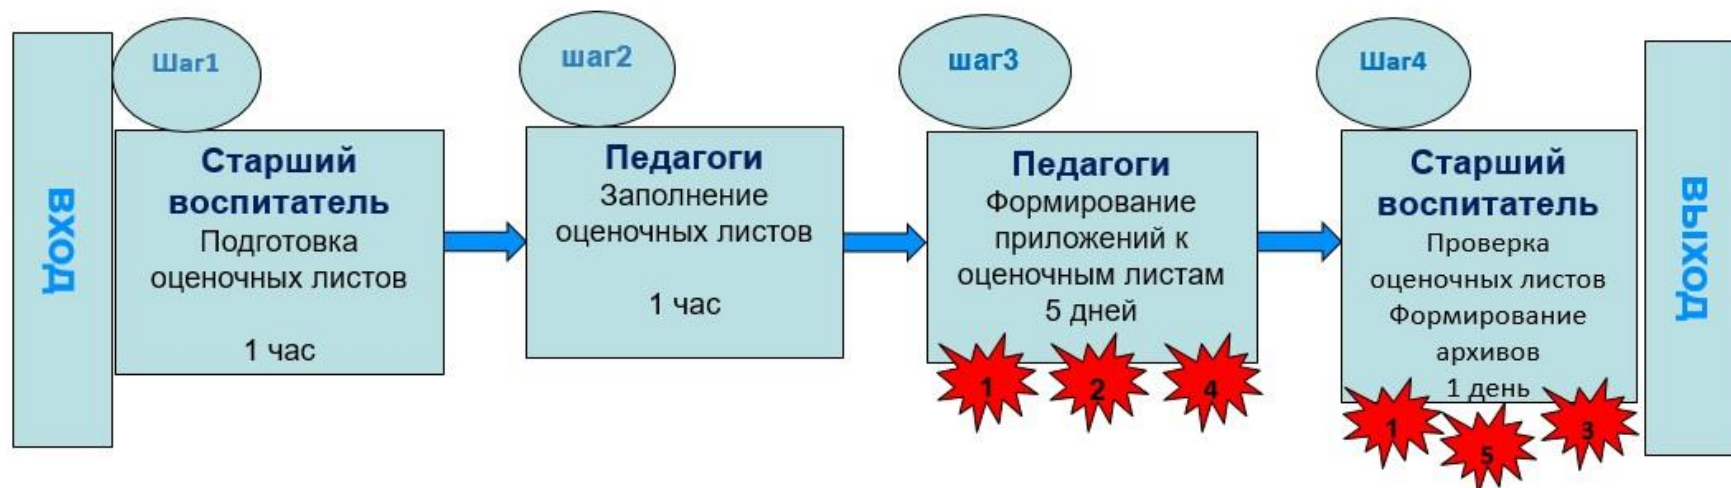 вход
Шаг1
Старший
воспитатель
Подготовка
оценочных листов
1 час
шаг2
Педагоги
Заполнение
оценочных листов
1 час
шаг3
Педагоги
Формирование
приложений к
оценочным листам
5 дней
1
2
4
Шаг4
Старший
воспитатель
Проверка
оценочных листов
Формирование
архивов
1 день
1
5
3
выход